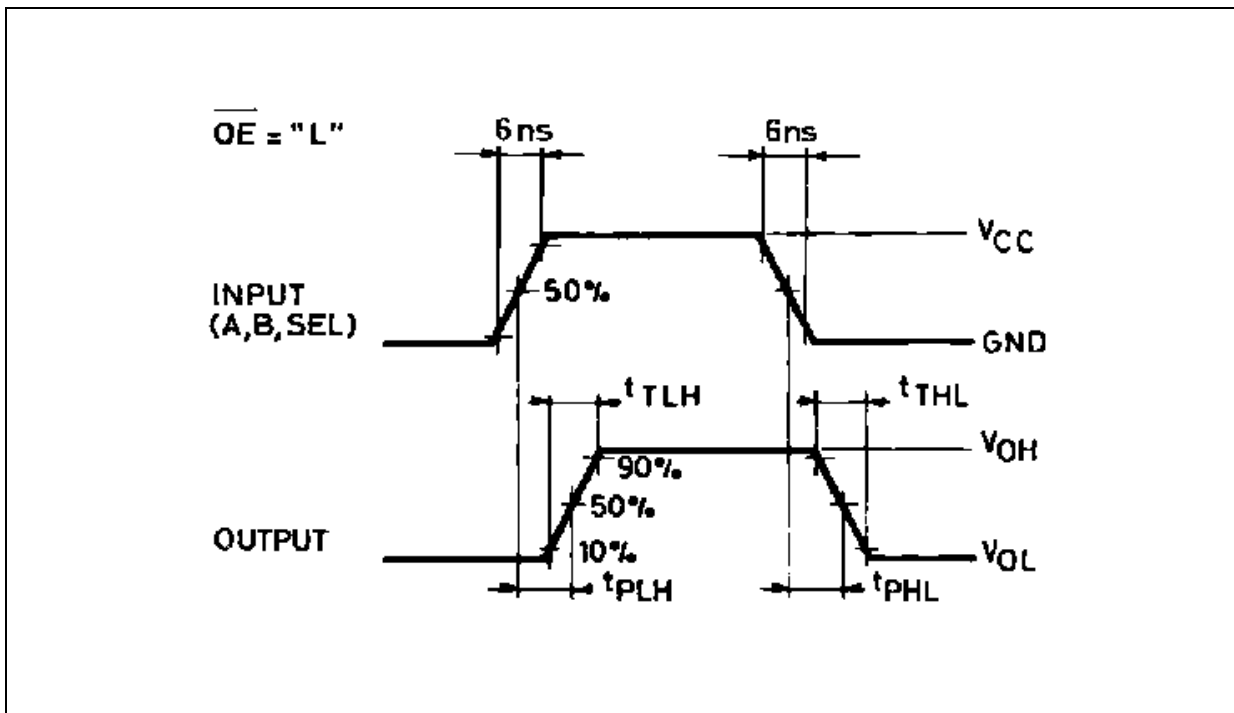 OE = "L"
6ns
6ns
VCC
INPUT
(A,B,SEL)
50%
GND
tTLH
tTHL
VOH
90%
50%
OUTPUT
10%
VOL
tPLH
tPHL